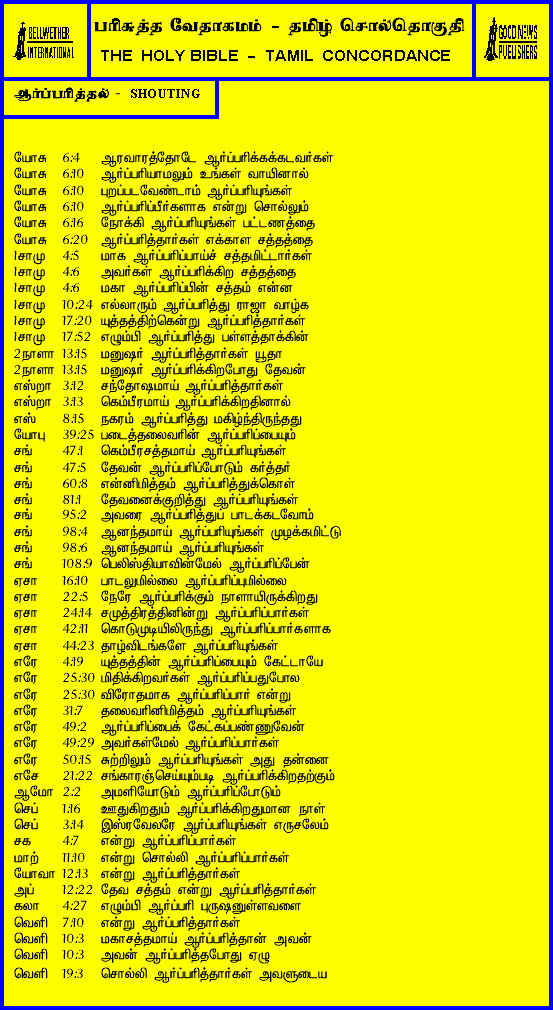 BELLWETHER
INTERNATIONAL
பரிசுத்த வேதாகமம் - தமிழ் சொல்தொகுதி
THE HOLY BIBLE - TAMIL CONCORDANCE
GOOD NEWS
PUBLISHERS
ஆர்ப்பரித்தல் - SHOUTING
யோசு 6:4 ஆரவாரத்தோடே ஆர்ப்பரிக்கக்கடவர்கள்
யோசு 6:10 ஆர்ப்பரியாமலும் உங்கள் வாயினால்
யோசு 6:10 புறப்படவேண்டாம் ஆர்ப்பரியுங்கள்
யோசு 6:10 ஆர்ப்பரிப்பீர்களாக என்று சொல்லும்
யோசு 6:16 நோக்கி ஆர்ப்பரியுங்கள் பட்டணத்தை
யோசு 6:20 ஆர்ப்பரித்தார்கள் எக்காள சத்தத்தை
1சாமு 4:5 மாக ஆர்ப்பரிப்பாய்ச் சத்தமிட்டார்கள்
1சாமு 4:6 அவர்கள் ஆர்ப்பரிக்கிற சத்தத்தை
1சாமு 4:6 மகா ஆர்ப்பரிப்பின் சத்தம் என்ன
1சாமு 10:24 எல்லாரும் ஆர்ப்பரித்து ராஜா வாழ்க
1சாமு 17:20 யுத்தத்திற்கென்று ஆர்ப்பரித்தார்கள்
1சாமு 17:52 எழும்பி ஆர்ப்பரித்து பள்ளத்தாக்கின்
2நாளா 13:15 மனுஷர் ஆர்ப்பரித்தார்கள் யூதா
2நாளா 13:15 மனுஷர் ஆர்ப்பரிக்கிறபோது தேவன்
எஸ்றா 3:12 சந்தோஷமாய் ஆர்ப்பரித்தார்கள்
எஸ்றா 3:13 கெம்பீரமாய் ஆர்ப்பரிக்கிறதினால்
எஸ் 8:15 நகரம் ஆர்ப்பரித்து மகிழ்ந்திருந்தது
யோபு 39:25 படைத்தலைவரின் ஆர்ப்பரிப்பையும்
சங் 47:1 கெம்பீரசத்தமாய் ஆர்ப்பரியுங்கள்
சங் 47:5 தேவன் ஆர்ப்பரிப்போடும் கர்த்தர்
சங் 60:8 என்னிமித்தம் ஆர்ப்பரித்துக்கொள்
சங் 81:1 தேவனைக்குறித்து ஆர்ப்பரியுங்கள்
சங் 95:2 அவரை ஆர்ப்பரித்துப் பாடக்கடவோம்
சங் 98:4 ஆனந்தமாய் ஆர்ப்பரியுங்கள் முழக்கமிட்டு
சங் 98:6 ஆனந்தமாய் ஆர்ப்பரியுங்கள்
சங் 108:9 பெலிஸ்தியாவின்மேல் ஆர்ப்பரிப்பேன்
ஏசா 16:10 பாடலுமில்லை ஆர்ப்பரிப்புமில்லை
ஏசா 22:5 நேரே ஆர்ப்பரிக்கும் நாளாயிருக்கிறது
ஏசா 24:14 சமுத்திரத்தினின்று ஆர்ப்பரிப்பார்கள்
ஏசா 42:11 கொடுமுடியிலிருந்து ஆர்ப்பரிப்பார்களாக
ஏசா 44:23 தாழ்விடங்களே ஆர்ப்பரியுங்கள்
எரே 4:19 யுத்தத்தின் ஆர்ப்பரிப்பையும் கேட்டாயே
எரே 25:30 மிதிக்கிறவர்கள் ஆர்ப்பரிப்பதுபோல
எரே 25:30 விரோதமாக ஆர்ப்பரிப்பார் என்று
எரே 31:7 தலைவரினிமித்தம் ஆர்ப்பரியுங்கள்
எரே 49:2 ஆர்ப்பரிப்பைக் கேட்கப்பண்ணுவேன்
எரே 49:29 அவர்கள்மேல் ஆர்ப்பரிப்பார்கள்
எரே 50:15 சுற்றிலும் ஆர்ப்பரியுங்கள் அது தன்னை
எசே 21:22 சங்காரஞ்செய்யும்படி ஆர்ப்பரிக்கிறதற்கும்
ஆமோ 2:2 அமளியோடும் ஆர்ப்பரிப்போடும்
செப் 1:16 ஊதுகிறதும் ஆர்ப்பரிக்கிறதுமான நாள்
செப் 3:14 இஸ்ரவேலரே ஆர்ப்பரியுங்கள் எருசலேம்
சக 4:7 என்று ஆர்ப்பரிப்பார்கள்
மாற் 11:10 என்று சொல்லி ஆர்ப்பரிப்பார்கள்
யோவா 12:13 என்று ஆர்ப்பரித்தார்கள்
அப் 12:22 தேவ சத்தம் என்று ஆர்ப்பரித்தார்கள்
கலா 4:27 எழும்பி ஆர்ப்பரி புருஷனுள்ளவளை
வெளி 7:10 என்று ஆர்ப்பரித்தார்கள்
வெளி 10:3 மகாசத்தமாய் ஆர்ப்பரித்தான் அவன்
வெளி 10:3 அவன் ஆர்ப்பரித்தபோது ஏழு
வெளி 19:3 சொல்லி ஆர்ப்பரித்தார்கள் அவளுடைய